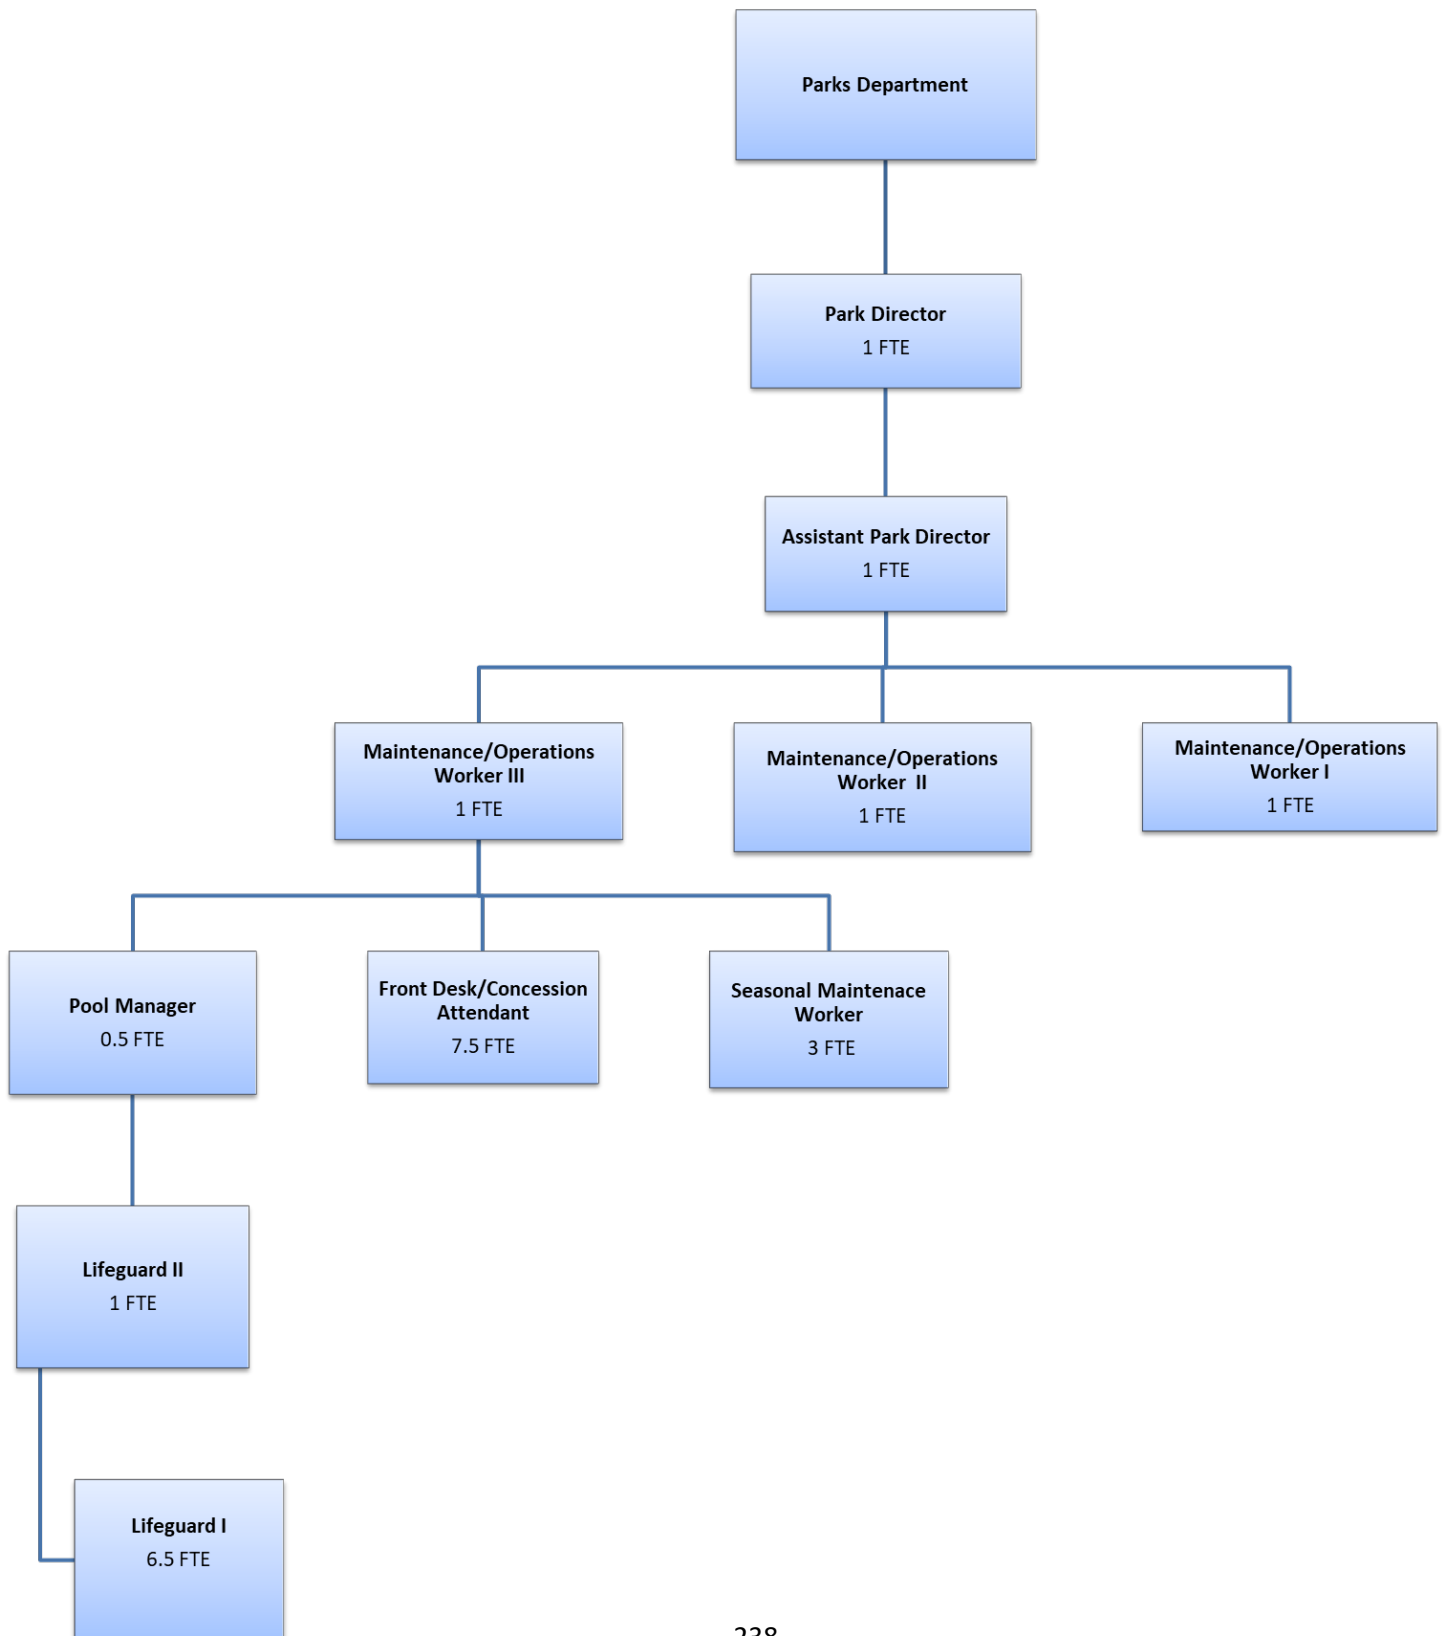 Parks Department
Park Director
1 FTE
Assistant Park Director
1 FTE
Maintenance/Operations
Worker III
1 FTE
Maintenance/Operations
Worker  II
1 FTE
Maintenance/Operations
Worker I
1 FTE
Pool Manager
0.5 FTE
Front Desk/Concession
Attendant
7.5 FTE
Seasonal Maintenace
Worker
3 FTE
Lifeguard II
1 FTE
Lifeguard I
6.5 FTE
238